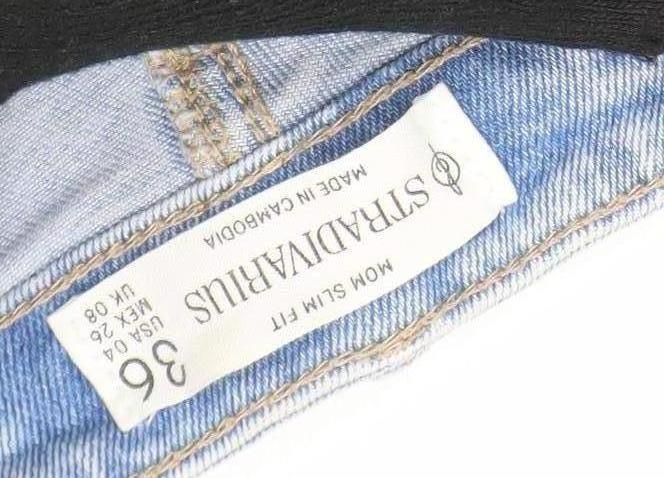 MOM SLIM FIT
STRADIVARIUS
MADE IN CAMBODIA
36
USA 04
MEX 26
UK 08